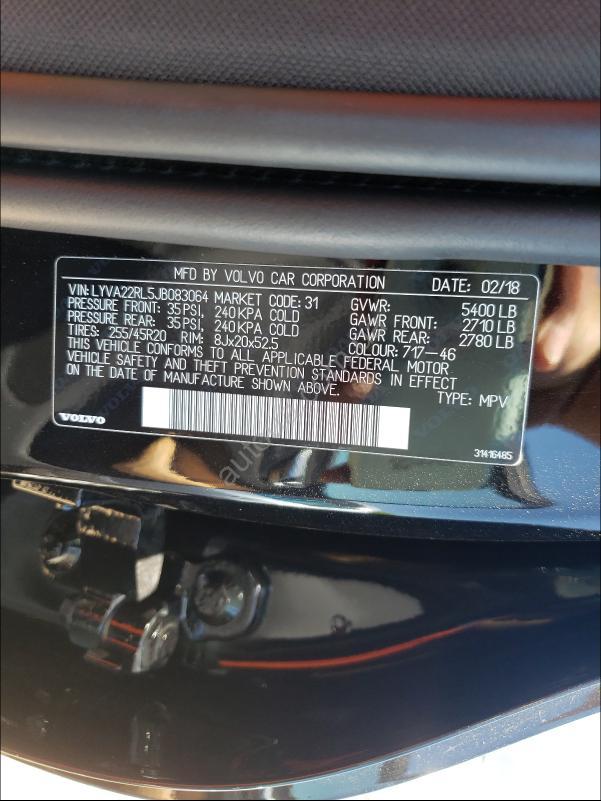 MFD BY VOLVO CAR CORPORATION DATE: 02/18
VIN: LYVA22RL5JB083064 MARKET CODE: 31 GVWR: 5400 LB
PRESSURE FRONT: 35 PSI, 240 KPA COLD GAWR FRONT: 2710 LB
PRESSURE REAR: 35 PSI, 240 KPA COLD GAWR REAR: 2780 LB
TIRES: 255/45R20 RIM: 8Jx20x52.5 COLOUR: 717-46
THIS VEHICLE CONFORMS TO ALL APPLICABLE FEDERAL MOTOR
VEHICLE SAFETY AND THEFT PREVENTION STANDARDS IN EFFECT
ON THE DATE OF MANUFACTURE SHOWN ABOVE. TYPE: MPV
VOLVO
31416485